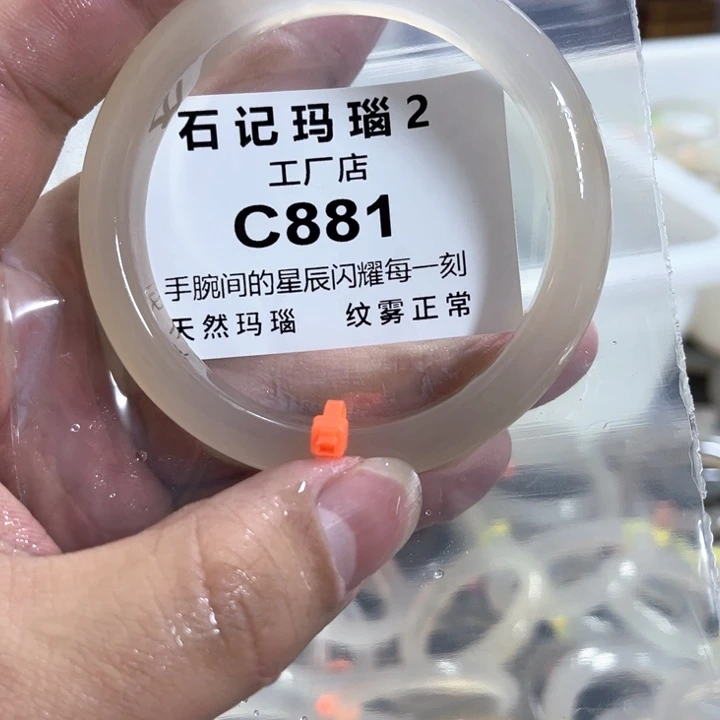 石记玛瑙2
工厂店
C881
手腕间的星辰闪耀每一刻
天然玛瑙 纹雾正常